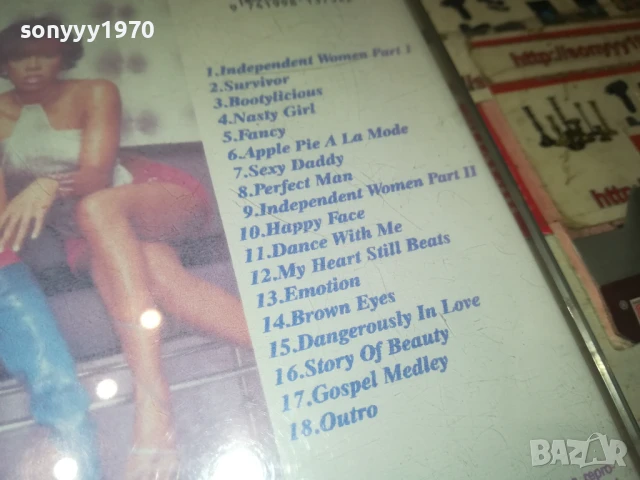 sonyyy1970
1.Independent Women Part I
2.Survivor
3.Bootylicious
4.Nasty Girl
5.Fancy
6.Apple Pie A La Mode
7.Sexy Daddy
8.Perfect Man
9.Independent Women Part II
10.Happy Face
11.Dance With Me
12.My Heart Still Beats
13.Emotion
14.Brown Eyes
15.Dangerously In Love
16.Story Of Beauty
17.Gospel Medley
18.Outro
http://sonyyy1
http
BAZAR